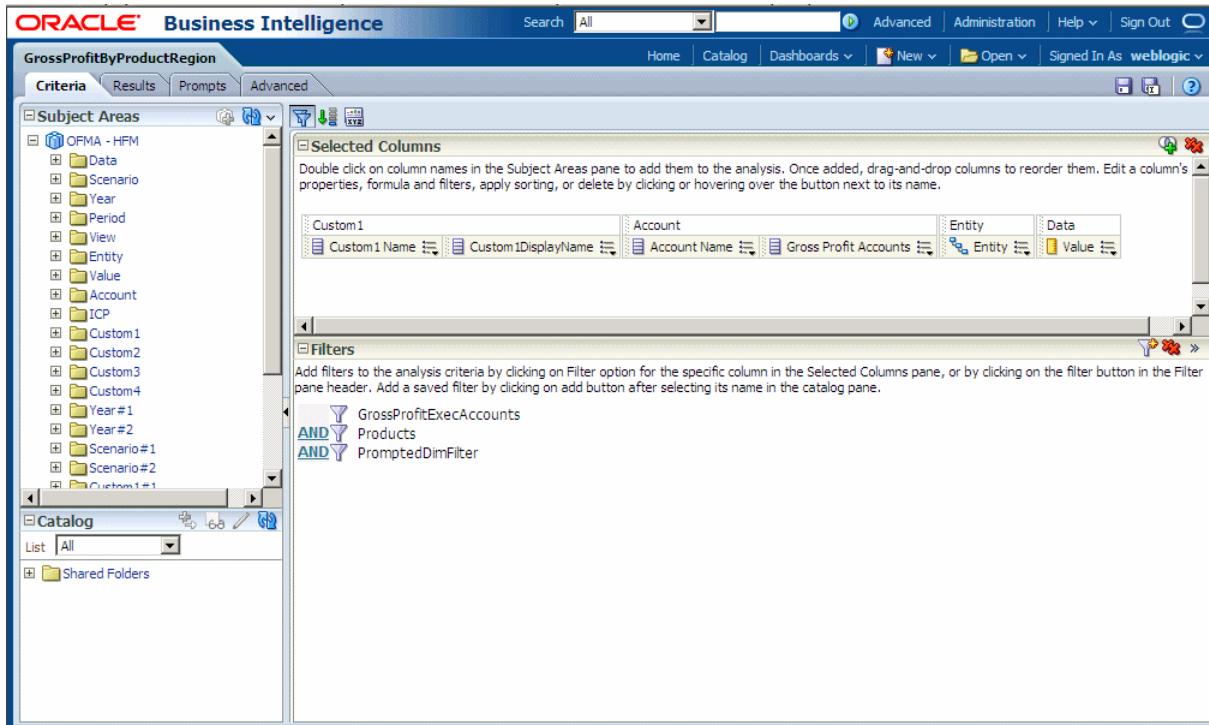 ORACLE Business Intelligence
Search All Advanced Administration Help Sign Out
GrossProfitByProductRegion
Home Catalog Dashboards New Open Signed In As weblogic
Criteria Results Prompts Advanced
Subject Areas
OFMA - HFM
Data
Scenario
Year
Period
View
Entity
Value
Account
ICP
Custom1
Custom2
Custom3
Custom4
Year#1
Year#2
Scenario#1
Scenario#2
Custom1#1
Catalog
List All
Shared Folders
Selected Columns
Double click on column names in the Subject Areas pane to add them to the analysis. Once added, drag-and-drop columns to reorder them. Edit a column's
properties, formula and filters, apply sorting, or delete by clicking or hovering over the button next to its name.
Custom1 Account Entity Data
Custom1 Name Custom1DisplayName Account Name Gross Profit Accounts Entity Value
Filters
Add filters to the analysis criteria by clicking on Filter option for the specific column in the Selected Columns pane, or by clicking on the filter button in the Filter
pane header. Add a saved filter by clicking on add button after selecting its name in the catalog pane.
GrossProfitExecAccounts
AND Products
AND PromptedDimFilter